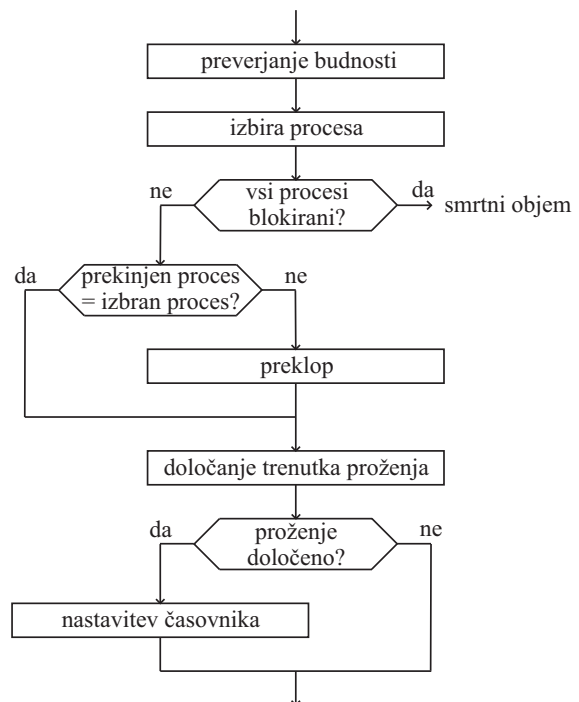 preverjanje budnosti
izbira procesa
ne
vsi procesi
blokirani?
da
smrtni objem
da
prekinjen proces
= izbran proces?
ne
preklop
določanje trenutka proženja
da
proženje
določeno?
ne
nastavitev časovnika